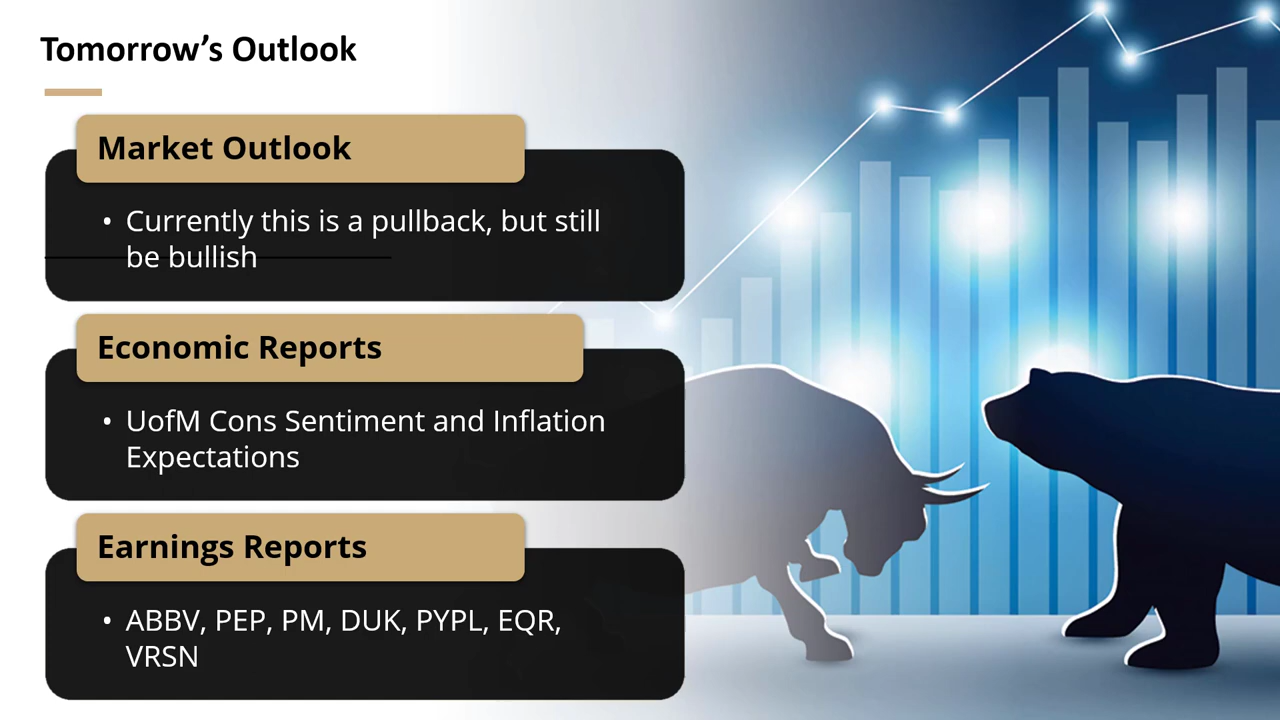 Tomorrow’s Outlook
Market Outlook
• Currently this is a pullback, but still
be bullish
Economic Reports
• UofM Cons Sentiment and Inflation
Expectations
Earnings Reports
• ABBV, PEP, PM, DUK, PYPL, EQR,
VRSN